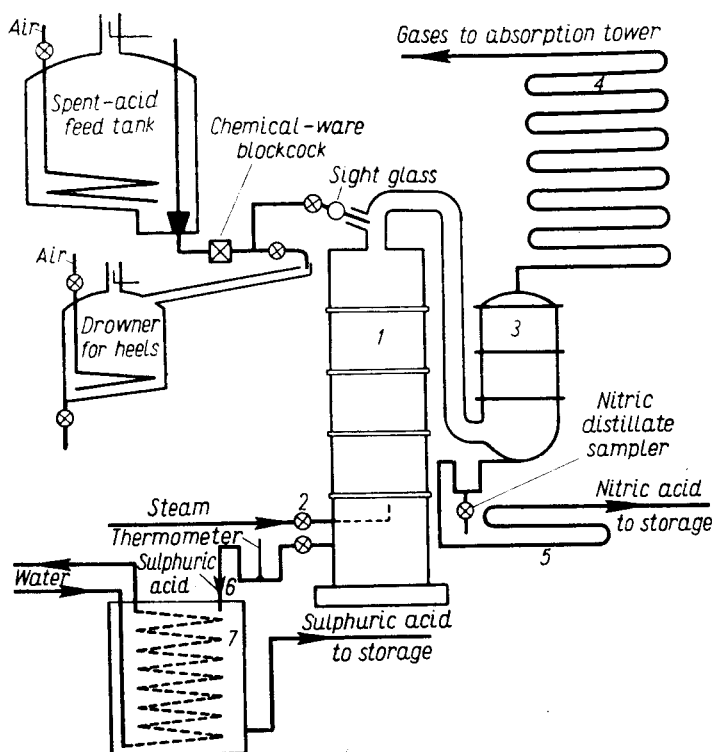 Air
Spent-acid
feed tank
Chemical-ware
blockcock
Sight glass
Gases to absorption tower
4
Air
Drowner
for heels
1
3
Nitric
distillate
sampler
Steam
2
Thermometer
Sulphuric
acid
6
Nitric acid
to storage
5
Water
7
Sulphuric acid
to storage